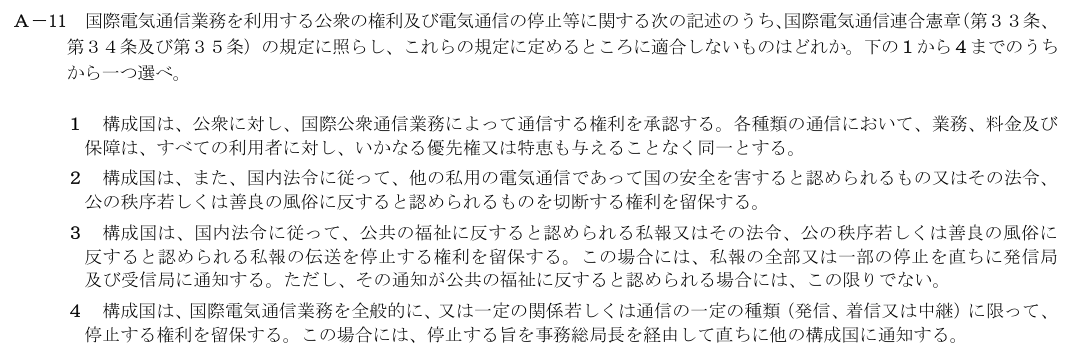 A－11　国際電気通信業務を利用する公衆の権利及び電気通信の停止等に関する次の記述のうち、国際電気通信連合憲章（第３３条、
第３４条及び第３５条）の規定に照らし、これらの規定に定めるところに適合しないものはどれか。下の１から４までのうち
から一つ選べ。
1　構成国は、公衆に対し、国際公衆通信業務によって通信する権利を承認する。各種類の通信において、業務、料金及び
保障は、すべての利用者に対し、いかなる優先権又は特恵も与えることなく同一とする。
2　構成国は、また、国内法令に従って、他の私用の電気通信であって国の安全を害すると認められるもの又はその法令、
公の秩序若しくは善良の風俗に反すると認められるものを切断する権利を留保する。
3　構成国は、国内法令に従って、公共の福祉に反すると認められる私報又はその法令、公の秩序若しくは善良の風俗に
反すると認められる私報の伝送を停止する権利を留保する。この場合には、私報の全部又は一部の停止を直ちに発信局
及び受信局に通知する。ただし、その通知が公共の福祉に反すると認められる場合には、この限りでない。
4　構成国は、国際電気通信業務を全般的に、又は一定の関係若しくは通信の一定の種類（発信、着信又は中継）に限って、
停止する権利を留保する。この場合には、停止する旨を事務総局長を経由して直ちに他の構成国に通知する。